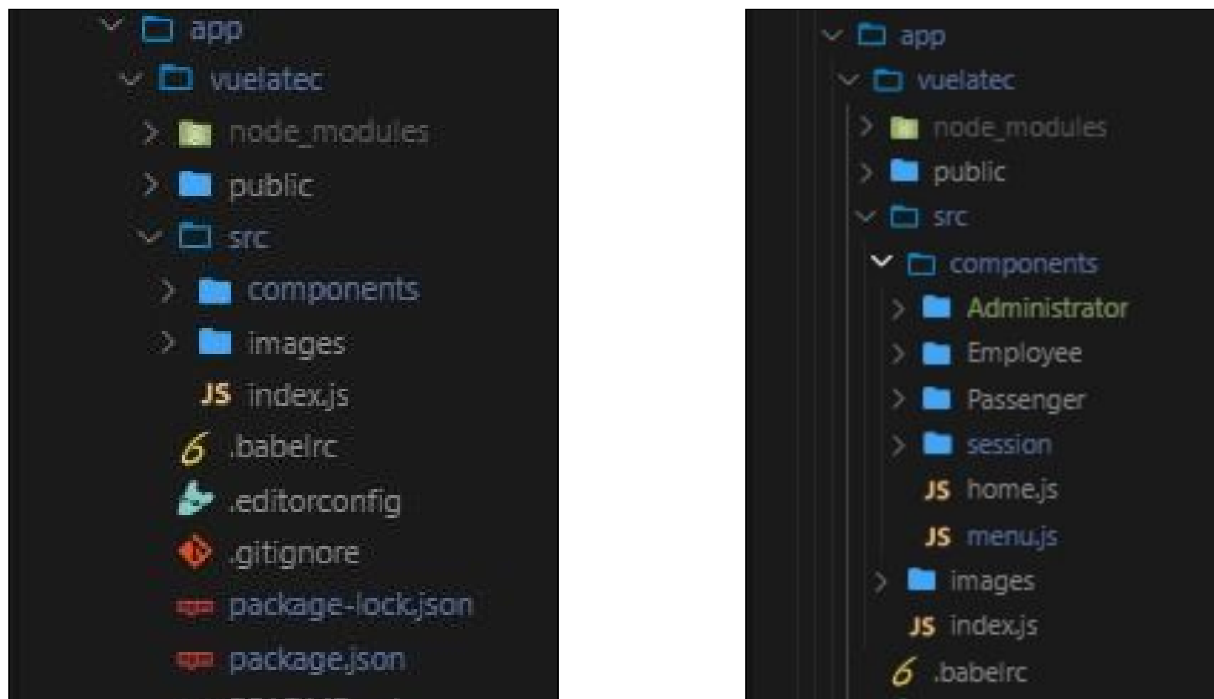 app
vuelatec
node_modules
public
src
components
images
JS index.js
6 .babelrc
.editorconfig
.gitignore
package-lock.json
package.json
app
vuelatec
node_modules
public
src
components
Administrator
Employee
Passenger
session
JS home.js
JS menu.js
images
JS index.js
6 .babelrc